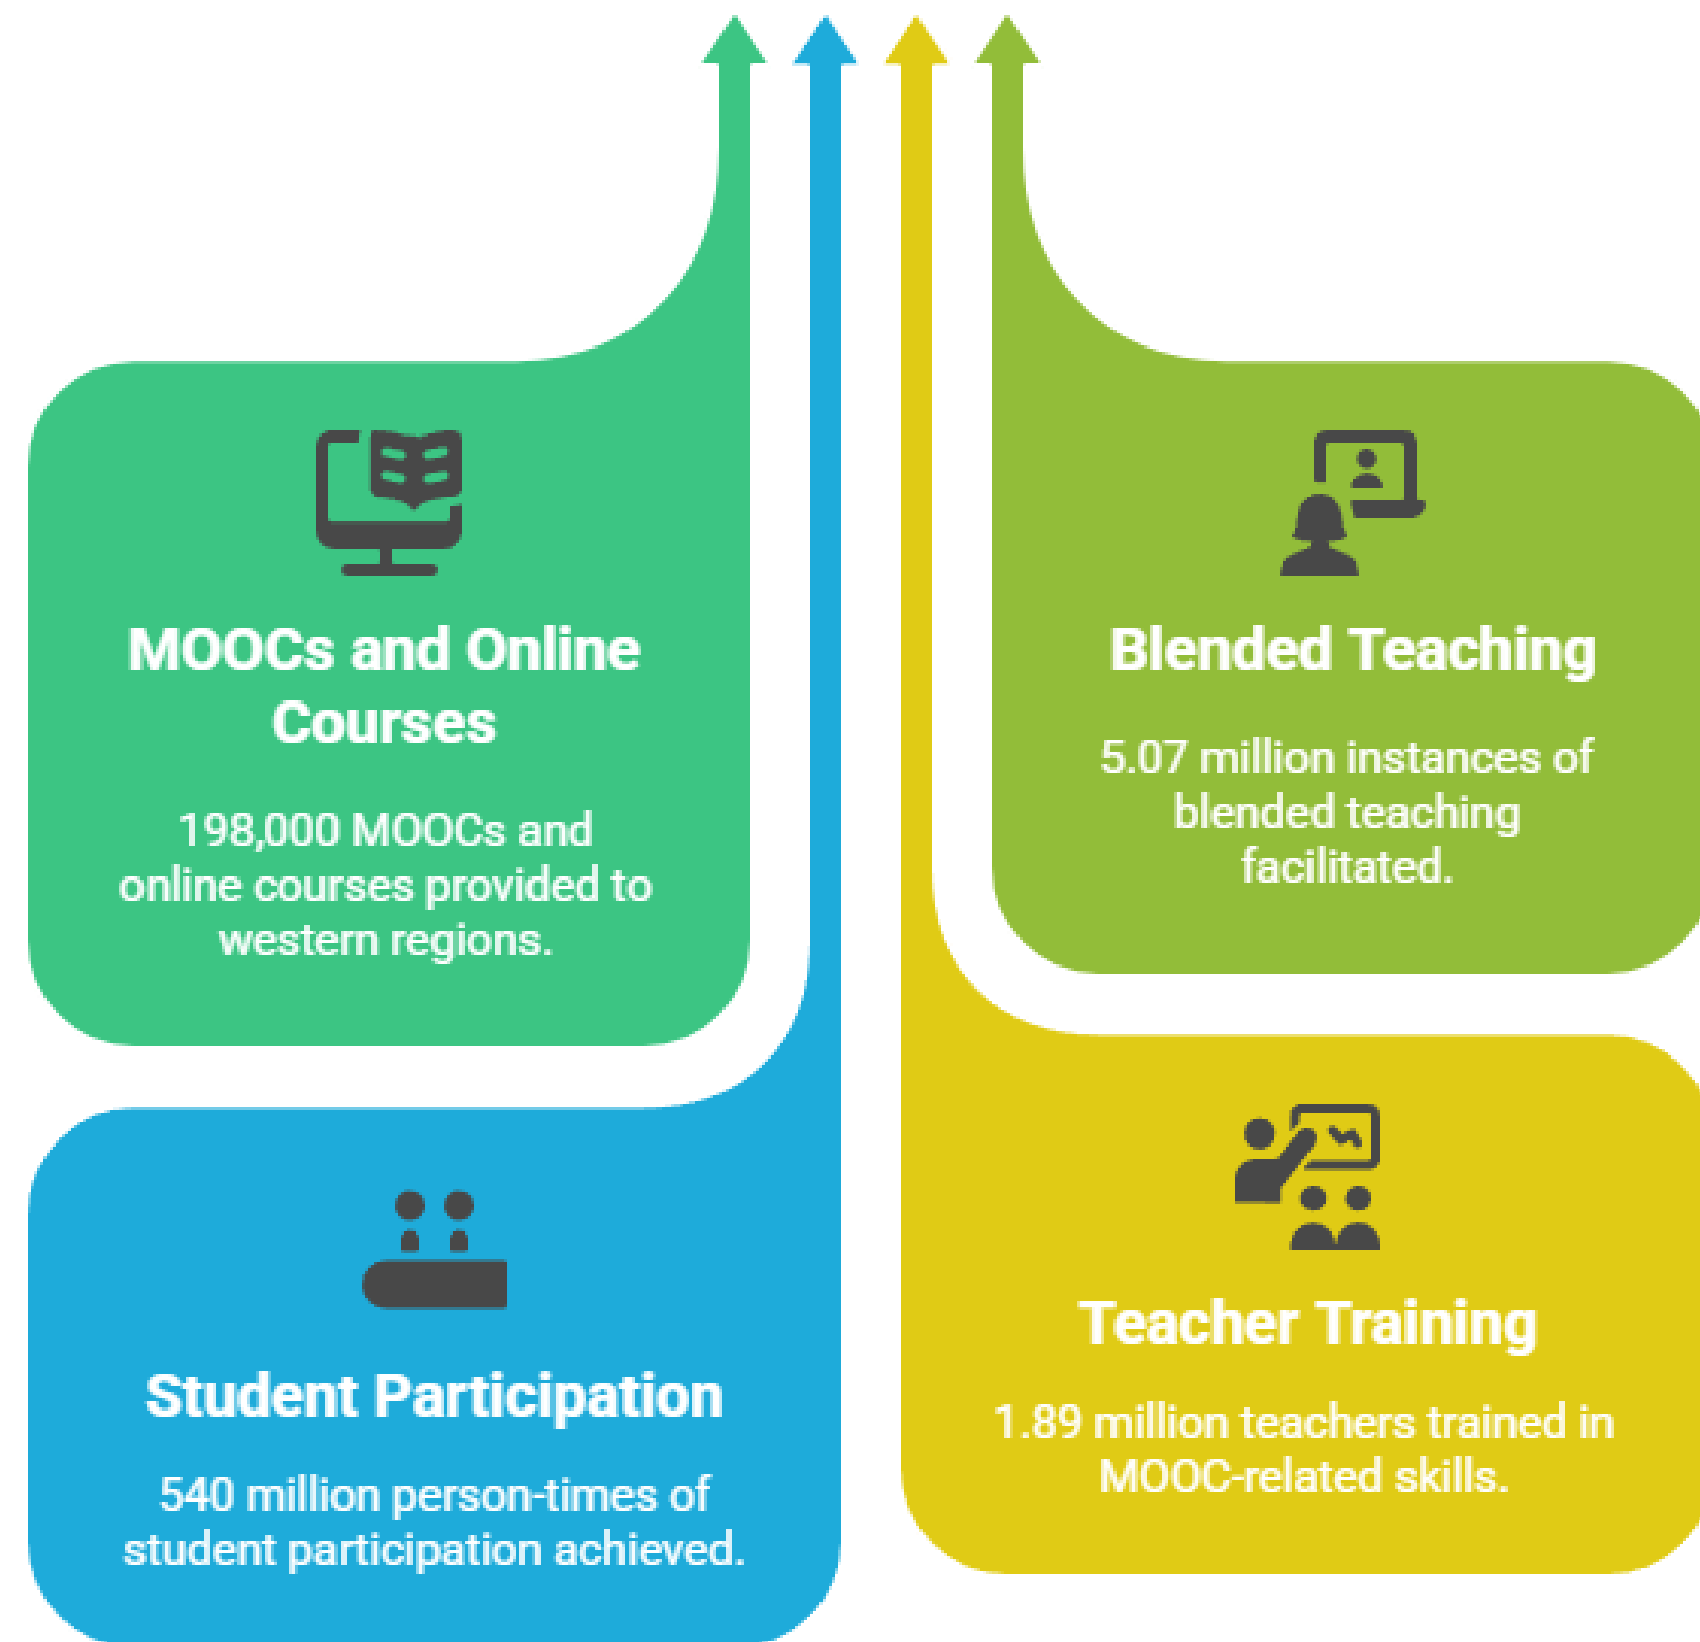 MOOCs and Online
Courses
198,000 MOOCs and
online courses provided to
western regions.
Blended Teaching
5.07 million instances of
blended teaching
facilitated.
Student Participation
540 million person-times of
student participation achieved.
Teacher Training
1.89 million teachers trained in
MOOC-related skills.